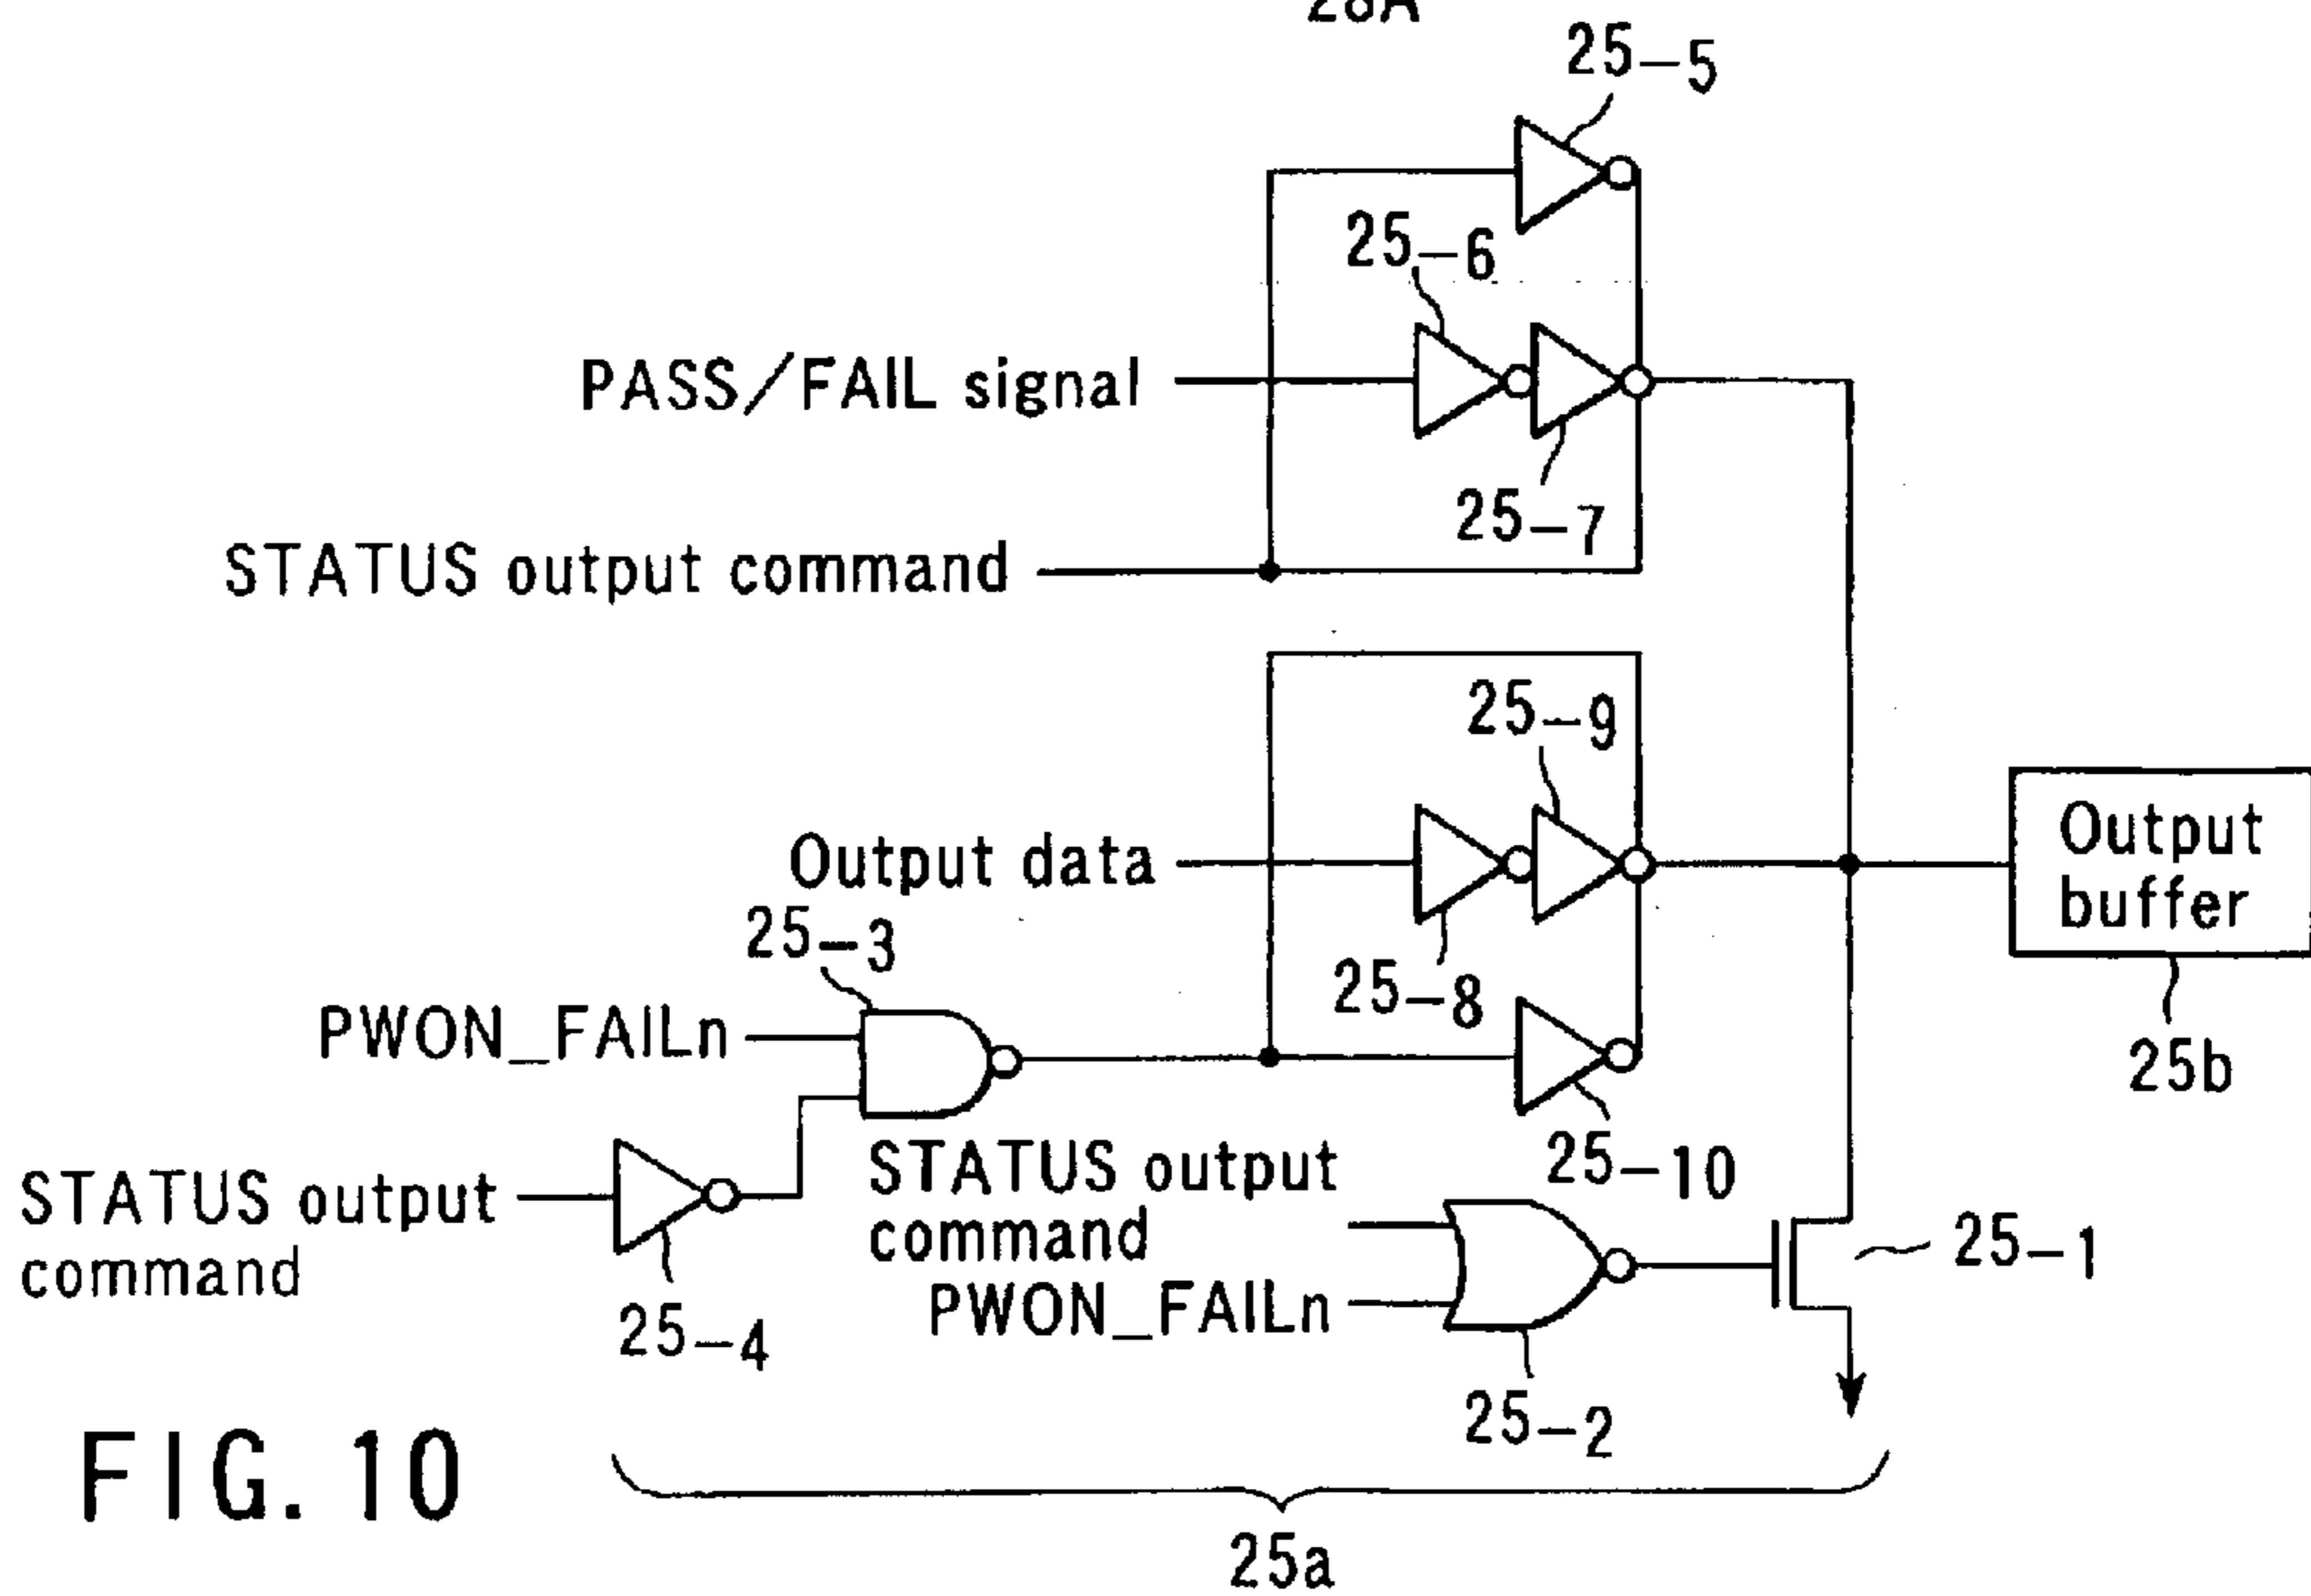 25-5
25-6
PASS/FAIL signal
25-7
STATUS output command
25-9
Output data
Output
buffer
25-3
25-8
PWON_FAILn
25b
25-10
STATUS output
command
STATUS output
command
25-1
PWON_FAILn
25-4
25-2
FIG. 10
25a